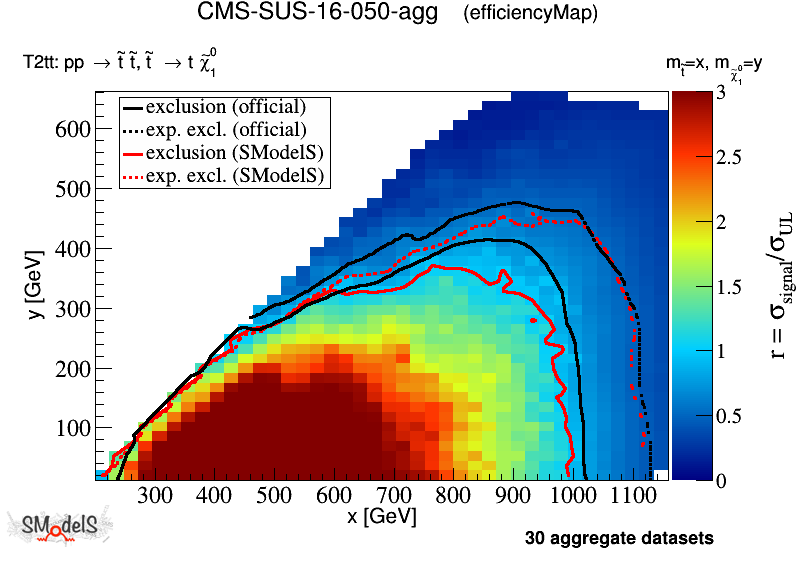 CMS-SUS-16-050-agg (efficiencyMap)
T2tt: pp → t̃ t̃, t̃ → t χ̃₁⁰
m_t̃=x, m_χ̃₁⁰=y
exclusion (official)
exp. excl. (official)
exclusion (SModelS)
exp. excl. (SModelS)
600
500
400
300
200
100
y [GeV]
300 400 500 600 700 800 900 1000 1100
x [GeV]
3
2.5
2
1.5
1
0.5
0
r = σ_signal/σ_UL
SModelS
30 aggregate datasets